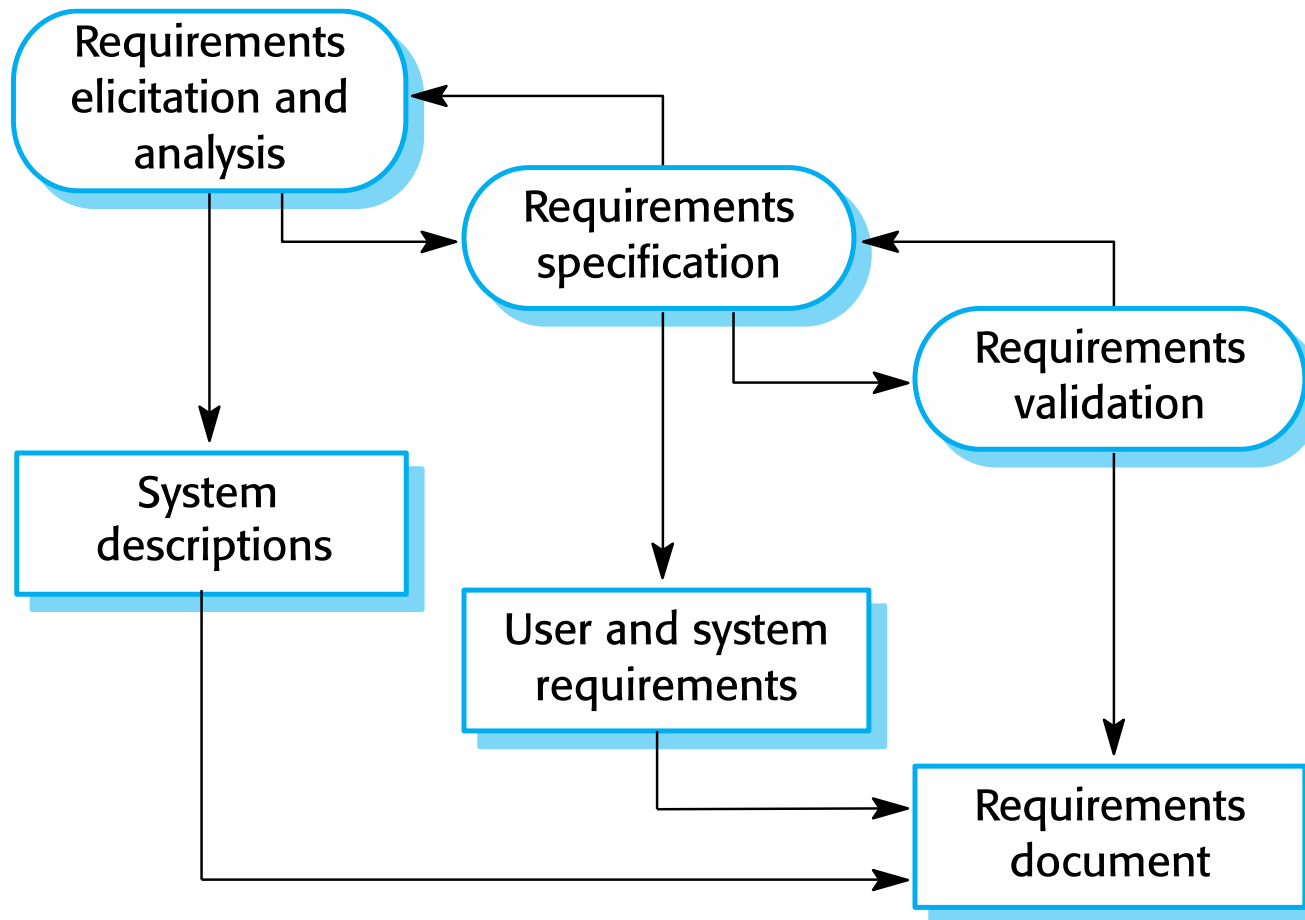 Requirements
elicitation and
analysis
Requirements
specification
Requirements
validation
System
descriptions
User and system
requirements
Requirements
document